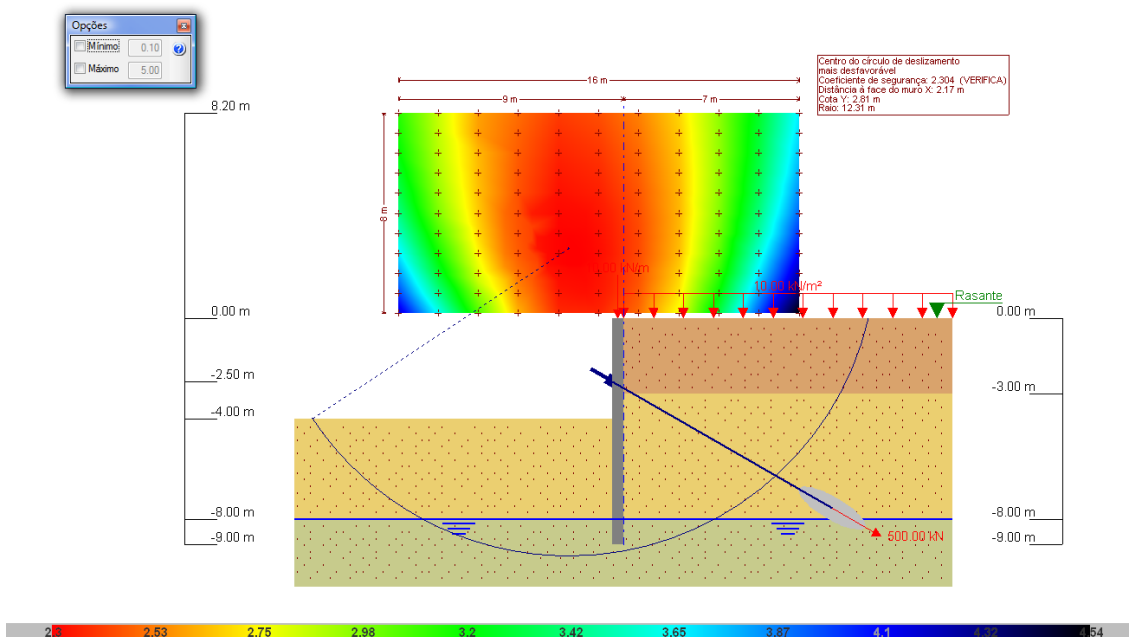 Opções
Mínimo 0.10
Máximo 5.00
Centro do círculo de deslizamento
mais desfavorável
Coeficiente de segurança: 2.304 (VERIFICA)
Distância à face do muro X: 2.17 m
Cota Y: 2.81 m
Raio: 12.31 m
16 m
9 m
7 m
8 m
8.20 m
kN/m
10.00 kN/m²
Rasante
0.00 m
0.00 m
-2.50 m
-3.00 m
-4.00 m
-8.00 m
-8.00 m
-9.00 m
-9.00 m
500.00 kN
2.3 2.53 2.75 2.98 3.2 3.42 3.65 3.87 4.1 4.32 4.54